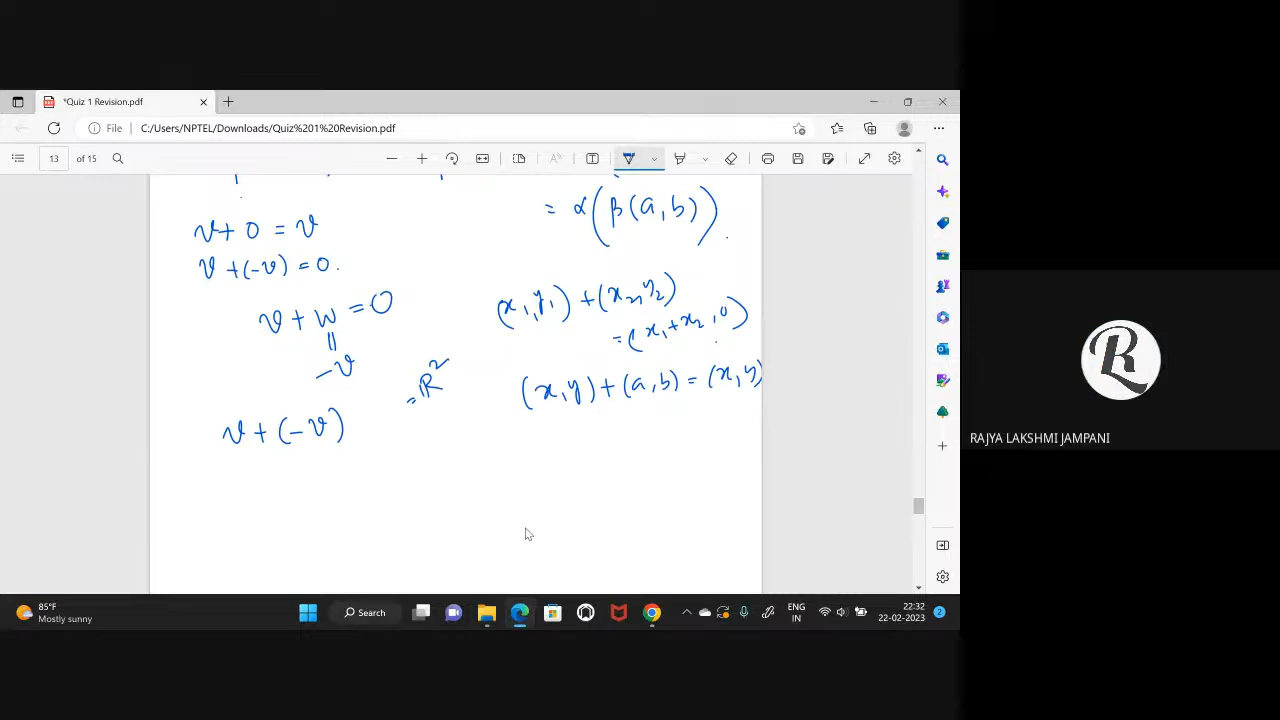 *Quiz 1 Revision.pdf
File C:/Users/NPTEL/Downloads/Quiz%201%20Revision.pdf
13 of 15
= α(β(a,b)).
v+0 = v
v+(-v) = 0.
v + w = 0
||
-v
(x₁,y₁) + (x₂,y₂)
= (x₁+x₂,0).
= R²
(x,y) + (a,b) = (x,y)
v + (-v)
R
RAJYA LAKSHMI JAMPANI
85°F
Mostly sunny
Search
ENG
IN
22:32
22-02-2023
2